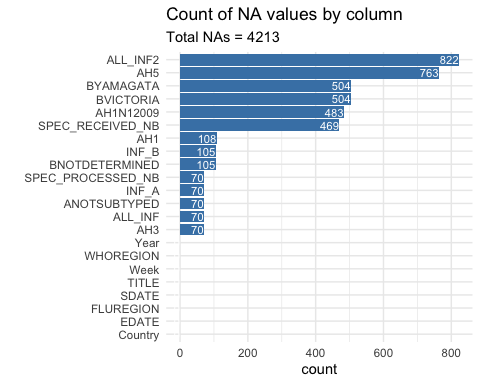 Count of NA values by column
Total NAs = 4213
ALL_INF2 822
AH5 763
BYAMAGATA 504
BVICTORIA 504
AH1N12009 483
SPEC_RECEIVED_NB 469
AH1 108
INF_B 105
BNOTDETERMINED 105
SPEC_PROCESSED_NB 70
INF_A 70
ANOTSUBTYPED 70
ALL_INF 70
AH3 70
Year
WHOREGION
Week
TITLE
SDATE
FLUREGION
EDATE
Country
0 200 400 600 800
count